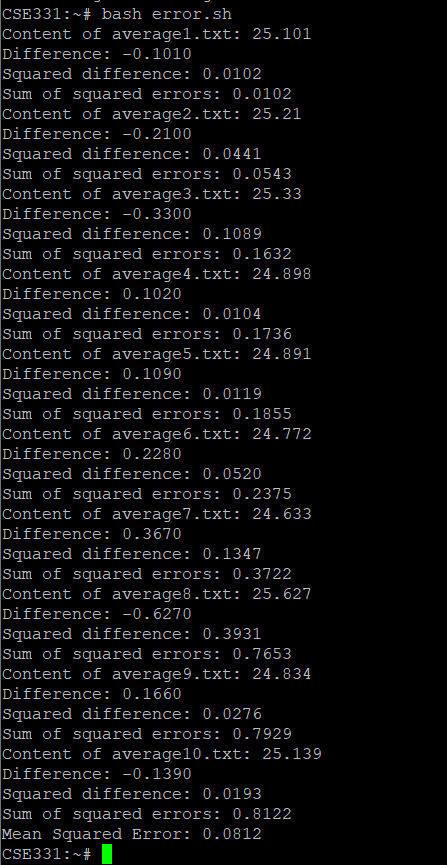 CSE331:~# bash error.sh
Content of average1.txt: 25.101
Difference: -0.1010
Squared difference: 0.0102
Sum of squared errors: 0.0102
Content of average2.txt: 25.21
Difference: -0.2100
Squared difference: 0.0441
Sum of squared errors: 0.0543
Content of average3.txt: 25.33
Difference: -0.3300
Squared difference: 0.1089
Sum of squared errors: 0.1632
Content of average4.txt: 24.898
Difference: 0.1020
Squared difference: 0.0104
Sum of squared errors: 0.1736
Content of average5.txt: 24.891
Difference: 0.1090
Squared difference: 0.0119
Sum of squared errors: 0.1855
Content of average6.txt: 24.772
Difference: 0.2280
Squared difference: 0.0520
Sum of squared errors: 0.2375
Content of average7.txt: 24.633
Difference: 0.3670
Squared difference: 0.1347
Sum of squared errors: 0.3722
Content of average8.txt: 25.627
Difference: -0.6270
Squared difference: 0.3931
Sum of squared errors: 0.7653
Content of average9.txt: 24.834
Difference: 0.1660
Squared difference: 0.0276
Sum of squared errors: 0.7929
Content of average10.txt: 25.139
Difference: -0.1390
Squared difference: 0.0193
Sum of squared errors: 0.8122
Mean Squared Error: 0.0812
CSE331:~#